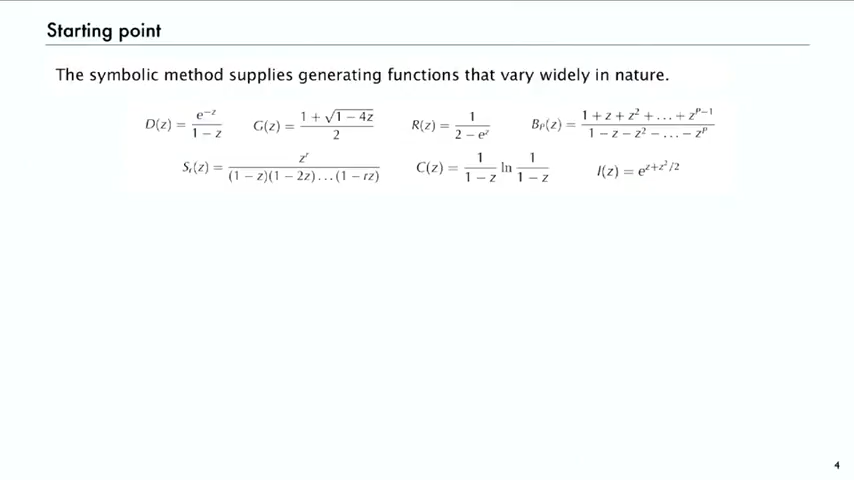 Starting point
The symbolic method supplies generating functions that vary widely in nature.
D(z) = e^{-z} / (1 − z)   G(z) = (1 + √(1 − 4z)) / 2   R(z) = 1 / (2 − e^z)   B_P(z) = (1 + z + z^2 + . . . + z^{P−1}) / (1 − z − z^2 − . . . − z^P)
S_r(z) = z^r / ((1 − z)(1 − 2z) . . . (1 − rz))   C(z) = 1 / (1 − z) ln 1 / (1 − z)   I(z) = e^{z+z^2/2}
4